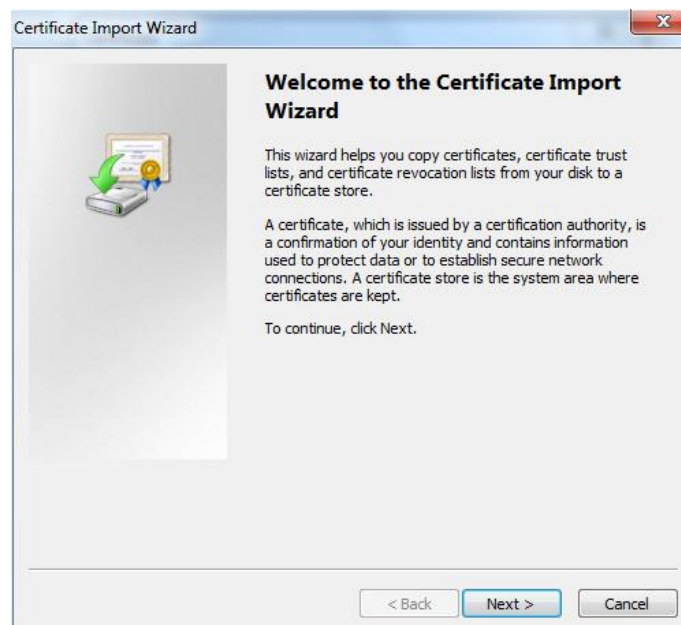 Certificate Import Wizard
Welcome to the Certificate Import
Wizard
This wizard helps you copy certificates, certificate trust
lists, and certificate revocation lists from your disk to a
certificate store.
A certificate, which is issued by a certification authority, is
a confirmation of your identity and contains information
used to protect data or to establish secure network
connections. A certificate store is the system area where
certificates are kept.
To continue, click Next.
< Back Next > Cancel